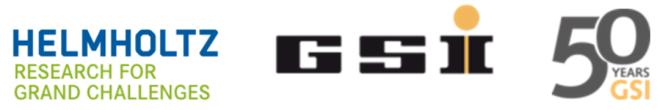 HELMHOLTZ
RESEARCH FOR
GRAND CHALLENGES
GSI
50
YEARS
GSI